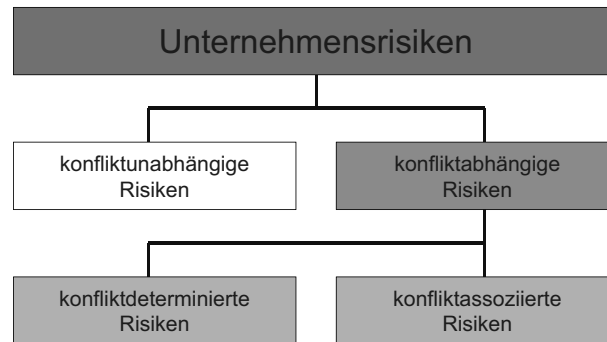 Unternehmensrisiken
konfliktunabhängige
Risiken
konfliktabhängige
Risiken
konfliktdeterminierte
Risiken
konfliktassoziierte
Risiken